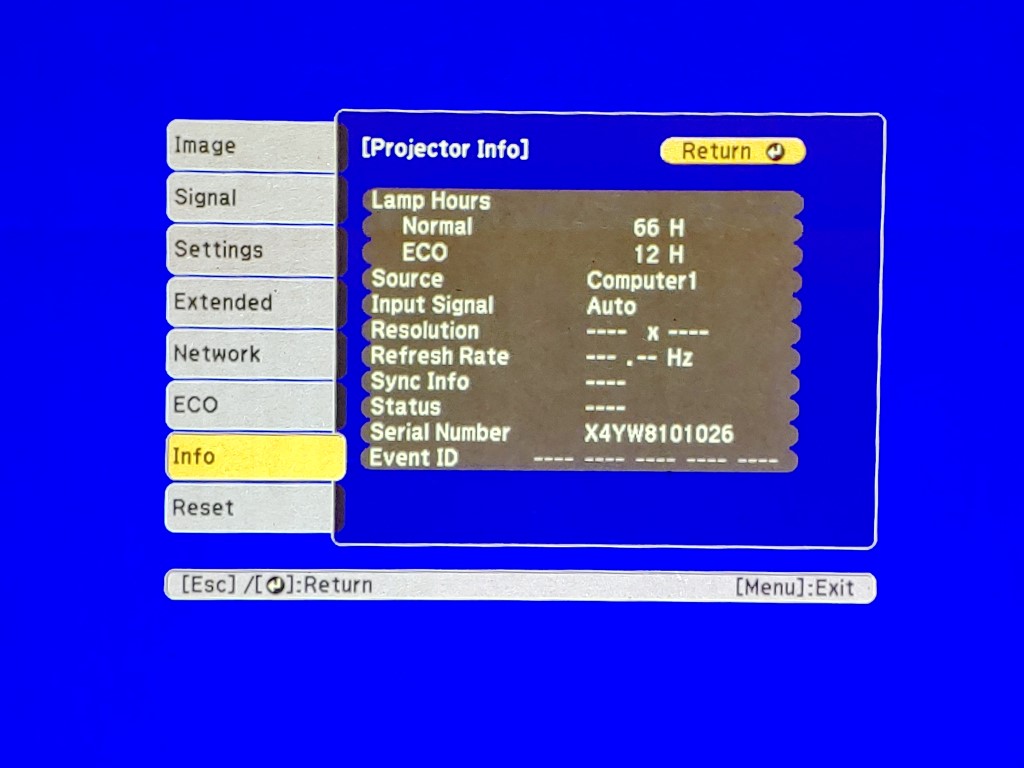 Image
Signal
Settings
Extended
Network
ECO
Info
Reset
[Projector Info]
Return
Lamp Hours
Normal 66 H
ECO 12 H
Source Computer1
Input Signal Auto
Resolution ---- x ----
Refresh Rate --- .-- Hz
Sync Info ----
Status ----
Serial Number X4YW8101026
Event ID ---- ---- ---- ---- ----
[Esc] /[ ]:Return [Menu]:Exit